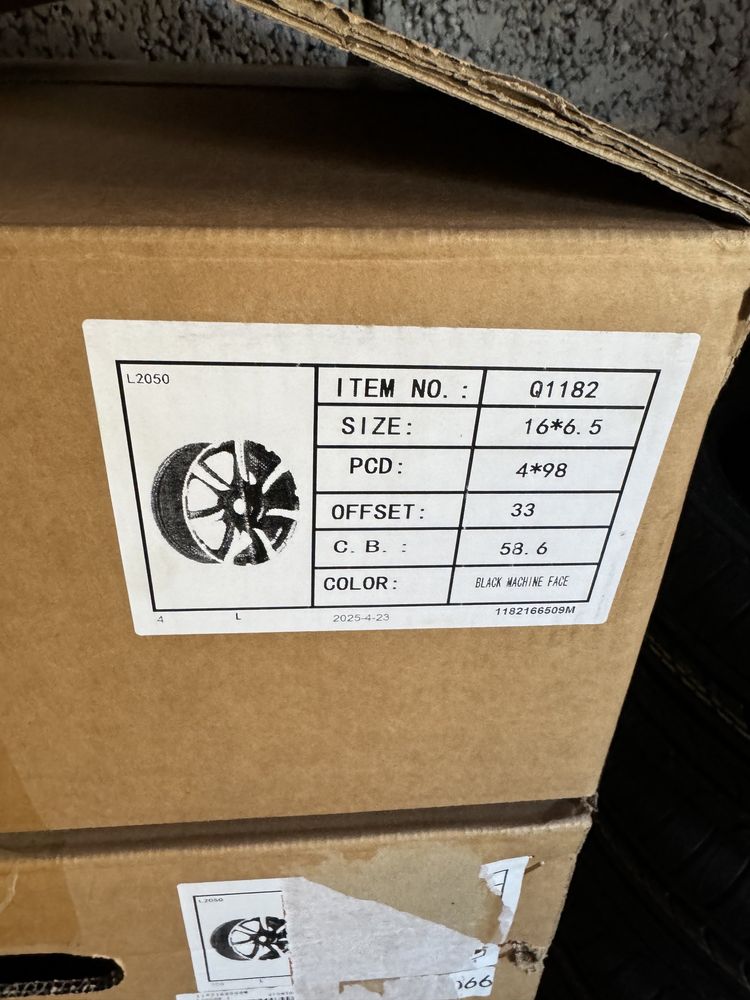 L2050
ITEM NO.: Q1182
SIZE: 16*6.5
PCD: 4*98
OFFSET: 33
C.B.: 58.6
COLOR: BLACK MACHINE FACE
4 L 2025-4-23 1182166509M
L2050
L